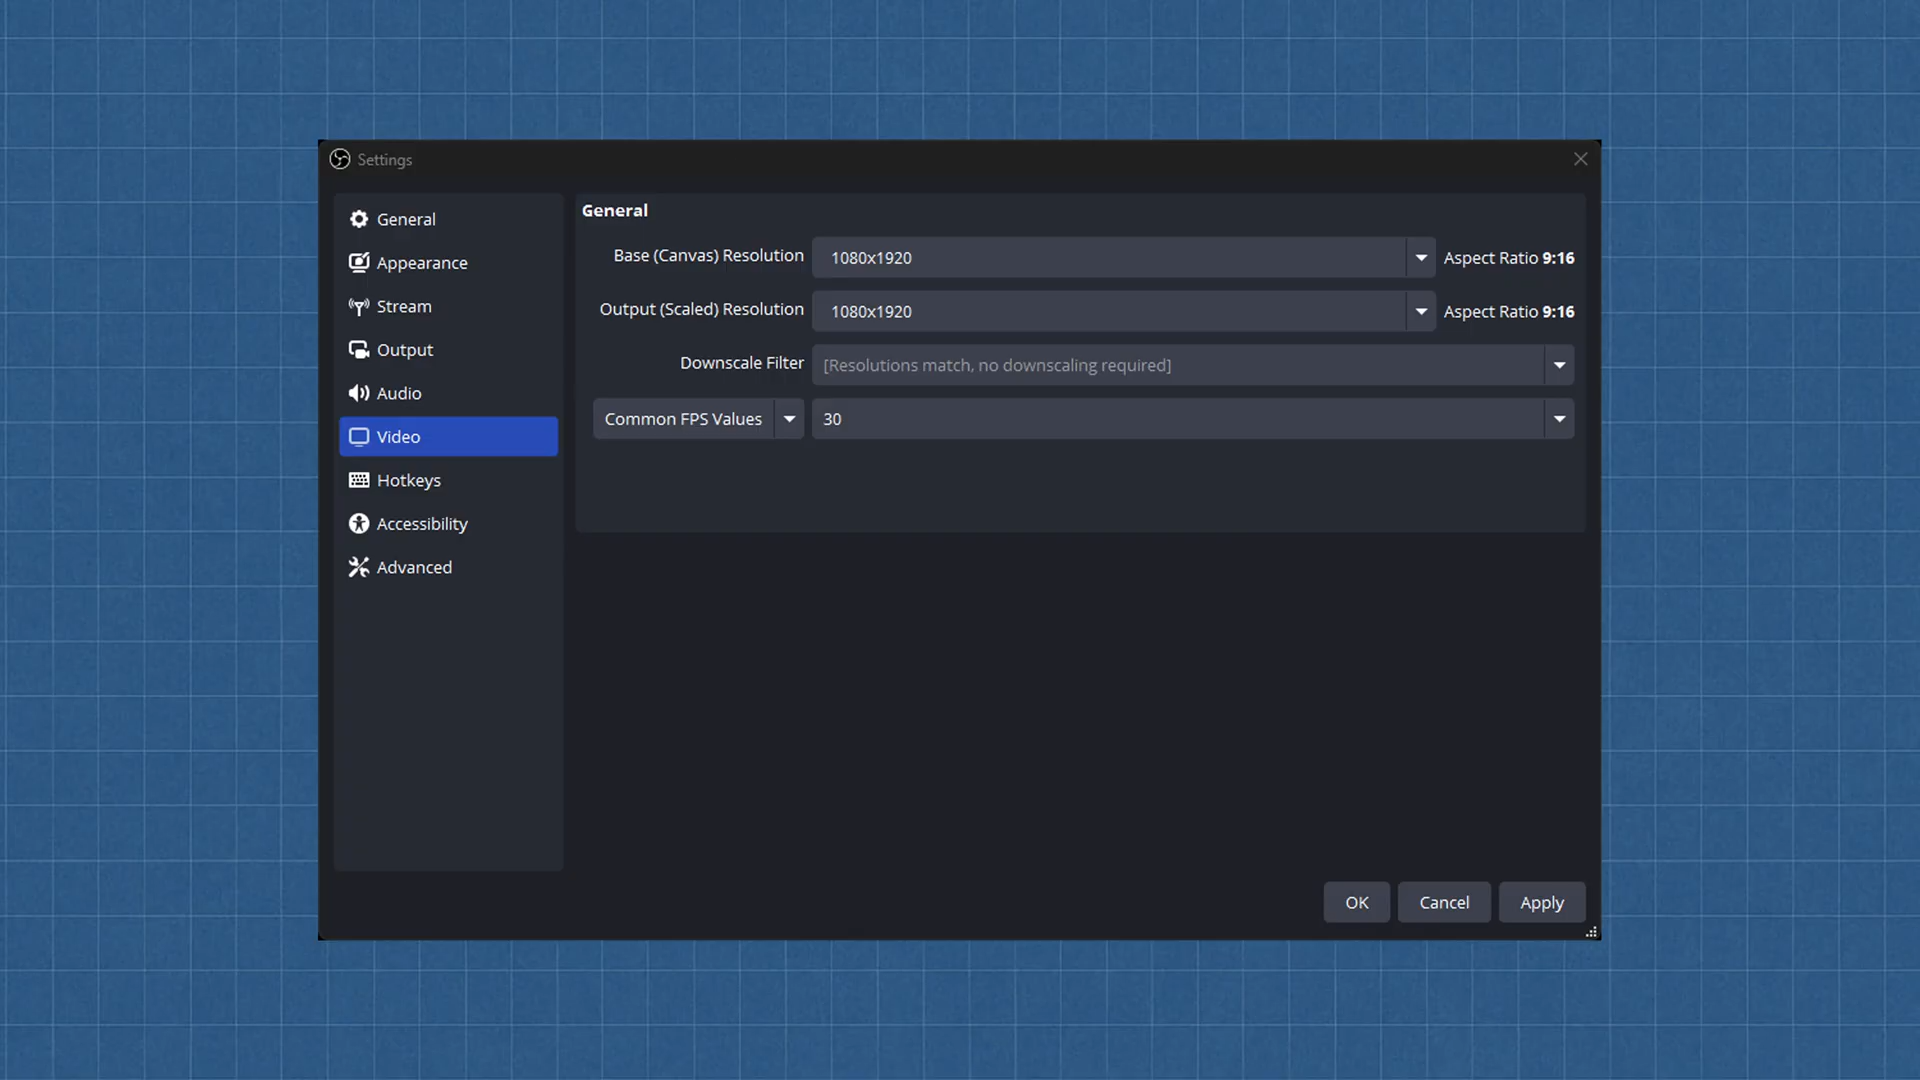 Settings
General
Appearance
Stream
Output
Audio
Video
Hotkeys
Accessibility
Advanced
General
Base (Canvas) Resolution 1080x1920 Aspect Ratio 9:16
Output (Scaled) Resolution 1080x1920 Aspect Ratio 9:16
Downscale Filter [Resolutions match, no downscaling required]
Common FPS Values 30
OK Cancel Apply